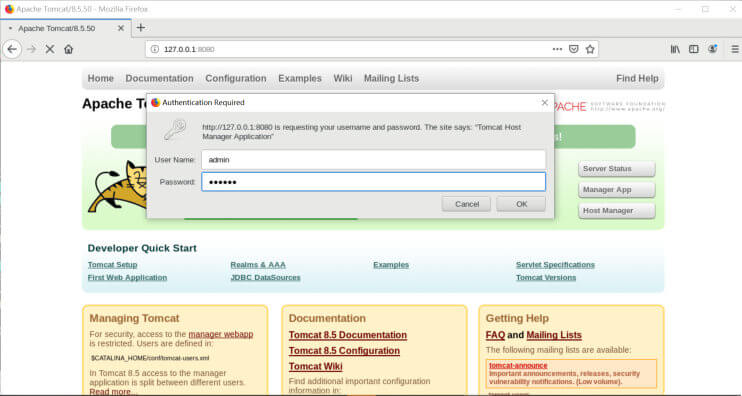 Apache Tomcat/8.5.50 - Mozilla Firefox
Apache Tomcat/8.5.50
127.0.0.1:8080
Home Documentation Configuration Examples Wiki Mailing Lists Find Help
Apache To
APACHE
SOFTWARE FOUNDATION
http://www.apache.org/
Authentication Required
http://127.0.0.1:8080 is requesting your username and password. The site says: "Tomcat Host
Manager Application"
User Name: admin
Password: ••••••
Cancel OK
s!
Server Status
Manager App
Host Manager
Developer Quick Start
Tomcat Setup Realms & AAA Examples Servlet Specifications
First Web Application JDBC DataSources Tomcat Versions
Managing Tomcat
For security, access to the manager webapp
is restricted. Users are defined in:
$CATALINA_HOME/conf/tomcat-users.xml
In Tomcat 8.5 access to the manager
application is split between different users.
Read more...
Documentation
Tomcat 8.5 Documentation
Tomcat 8.5 Configuration
Tomcat Wiki
Find additional important configuration
information in:
Getting Help
FAQ and Mailing Lists
The following mailing lists are available:
tomcat-announce
Important announcements, releases, security
vulnerability notifications. (Low volume).